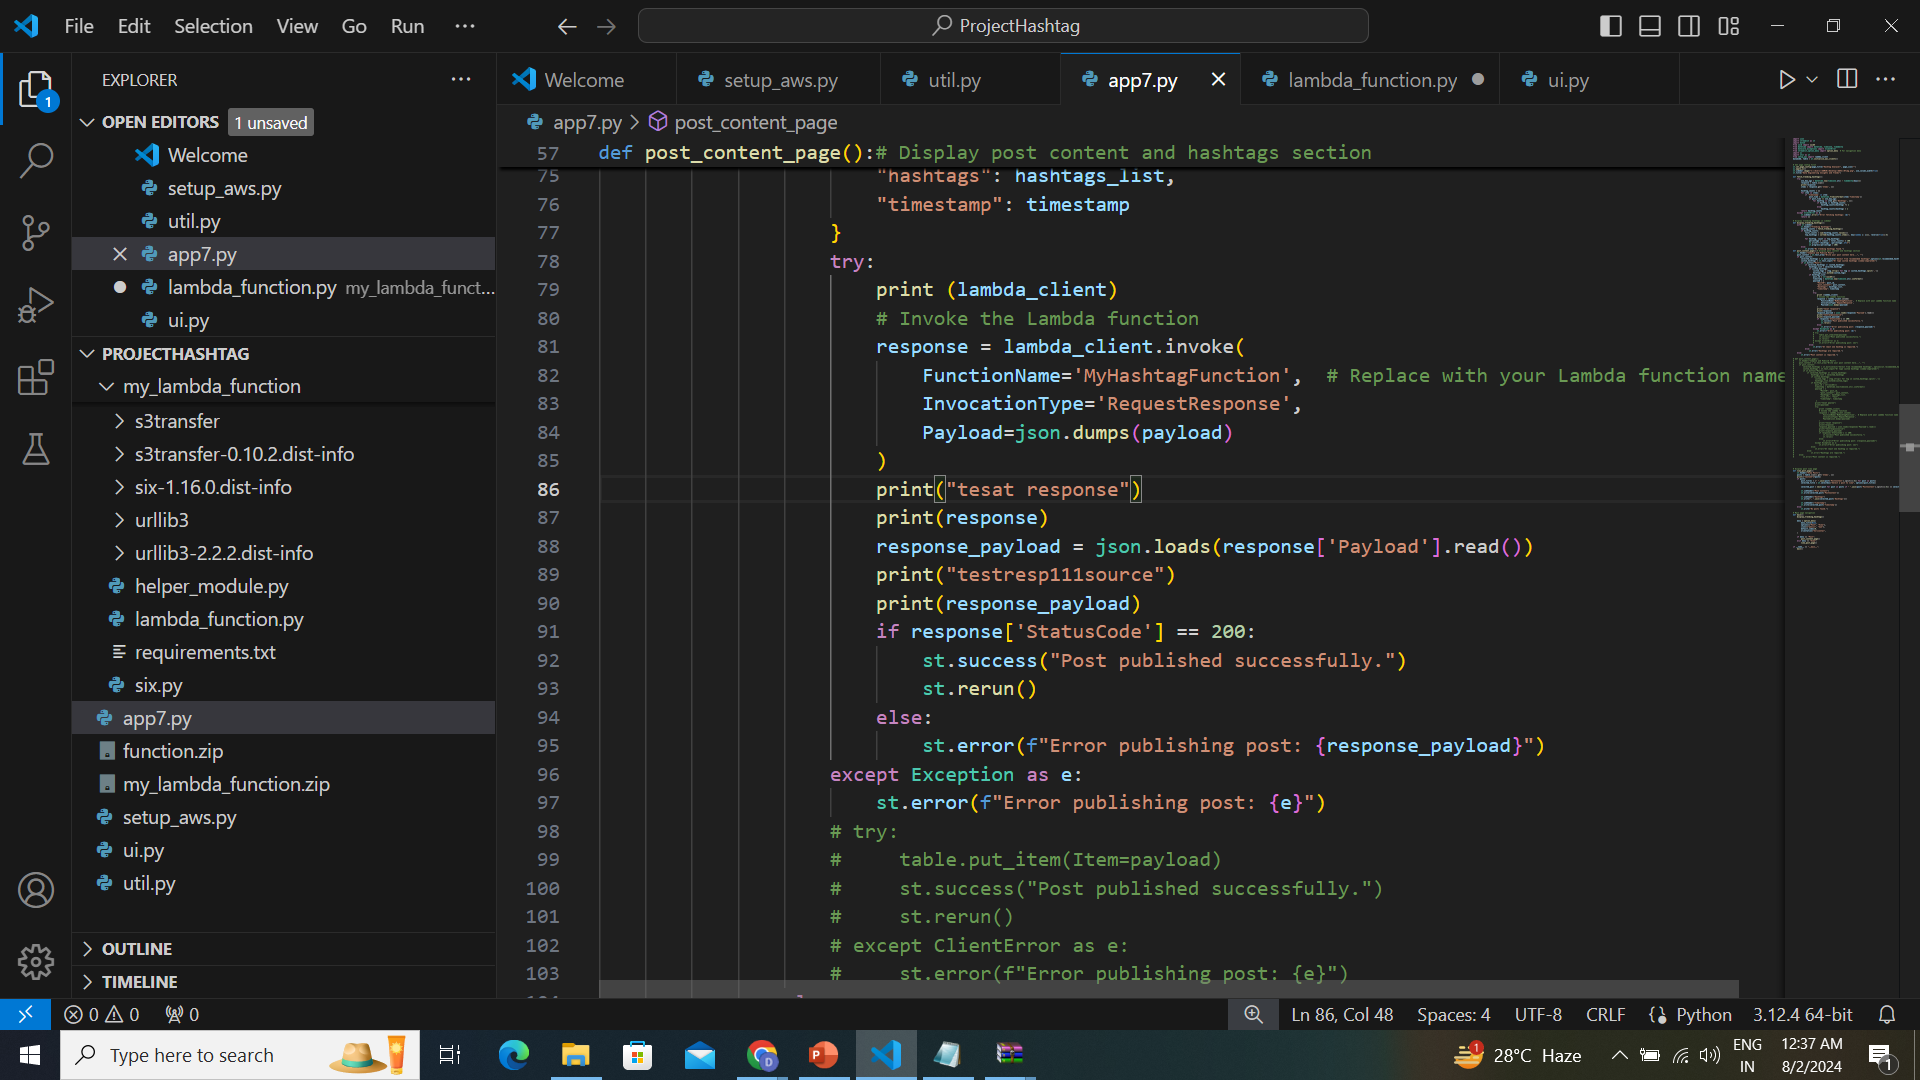 File Edit Selection View Go Run ···
ProjectHashtag
EXPLORER
OPEN EDITORS 1 unsaved
Welcome
setup_aws.py
util.py
app7.py
lambda_function.py my_lambda_funct...
ui.py
PROJECTHASHTAG
my_lambda_function
s3transfer
s3transfer-0.10.2.dist-info
six-1.16.0.dist-info
urllib3
urllib3-2.2.2.dist-info
helper_module.py
lambda_function.py
requirements.txt
six.py
app7.py
function.zip
my_lambda_function.zip
setup_aws.py
ui.py
util.py
OUTLINE
TIMELINE
1
Welcome setup_aws.py util.py app7.py lambda_function.py ui.py
app7.py > post_content_page
57 def post_content_page():# Display post content and hashtags section
75 "hashtags": hashtags_list,
76 "timestamp": timestamp
77 }
78 try:
79 print (lambda_client)
80 # Invoke the Lambda function
81 response = lambda_client.invoke(
82 FunctionName='MyHashtagFunction', # Replace with your Lambda function name
83 InvocationType='RequestResponse',
84 Payload=json.dumps(payload)
85 )
86 print("tesat response")
87 print(response)
88 response_payload = json.loads(response['Payload'].read())
89 print("testresp111source")
90 print(response_payload)
91 if response['StatusCode'] == 200:
92 st.success("Post published successfully.")
93 st.rerun()
94 else:
95 st.error(f"Error publishing post: {response_payload}")
96 except Exception as e:
97 st.error(f"Error publishing post: {e}")
98 # try:
99 # table.put_item(Item=payload)
100 # st.success("Post published successfully.")
101 # st.rerun()
102 # except ClientError as e:
103 # st.error(f"Error publishing post: {e}")
0 0 0 Ln 86, Col 48 Spaces: 4 UTF-8 CRLF Python 3.12.4 64-bit
Type here to search
1 28°C Haze ENG IN 12:37 AM 8/2/2024 1